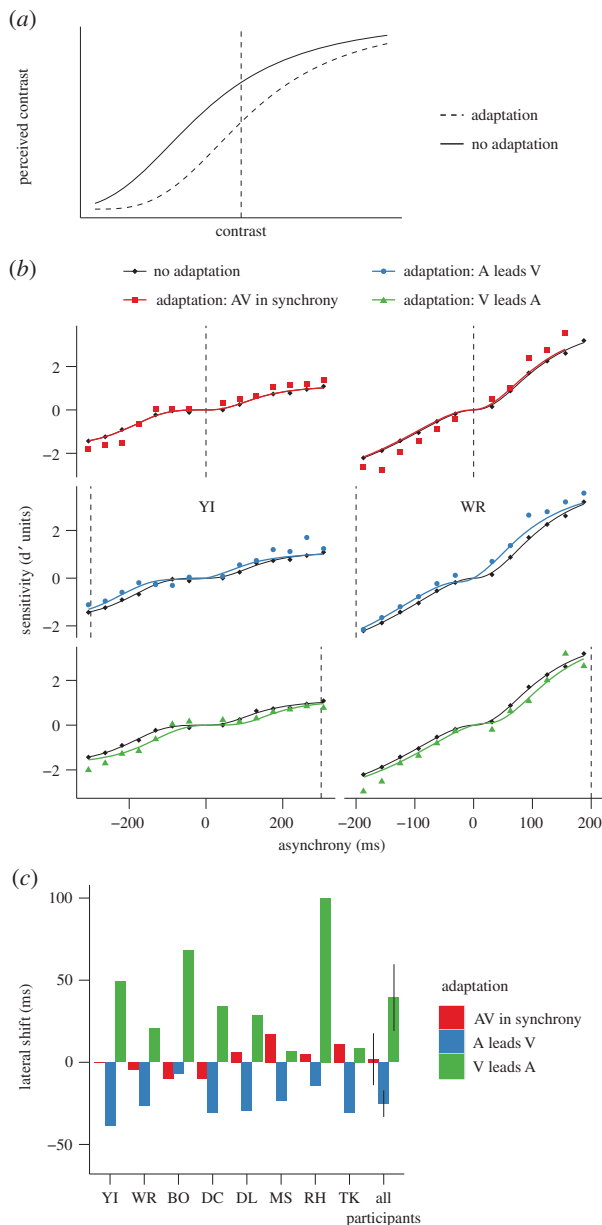 (a)
perceived contrast
contrast
adaptation
no adaptation
(b)
no adaptation
adaptation: A leads V
adaptation: AV in synchrony
adaptation: V leads A
sensitivity (d′ units)
2
0
−2
YI
WR
2
0
−2
2
0
−2
−200
0
200
−200
−100
0
100
200
asynchrony (ms)
(c)
lateral shift (ms)
100
50
0
−50
adaptation
AV in synchrony
A leads V
V leads A
YI WR BO DC DL MS RH TK all
participants